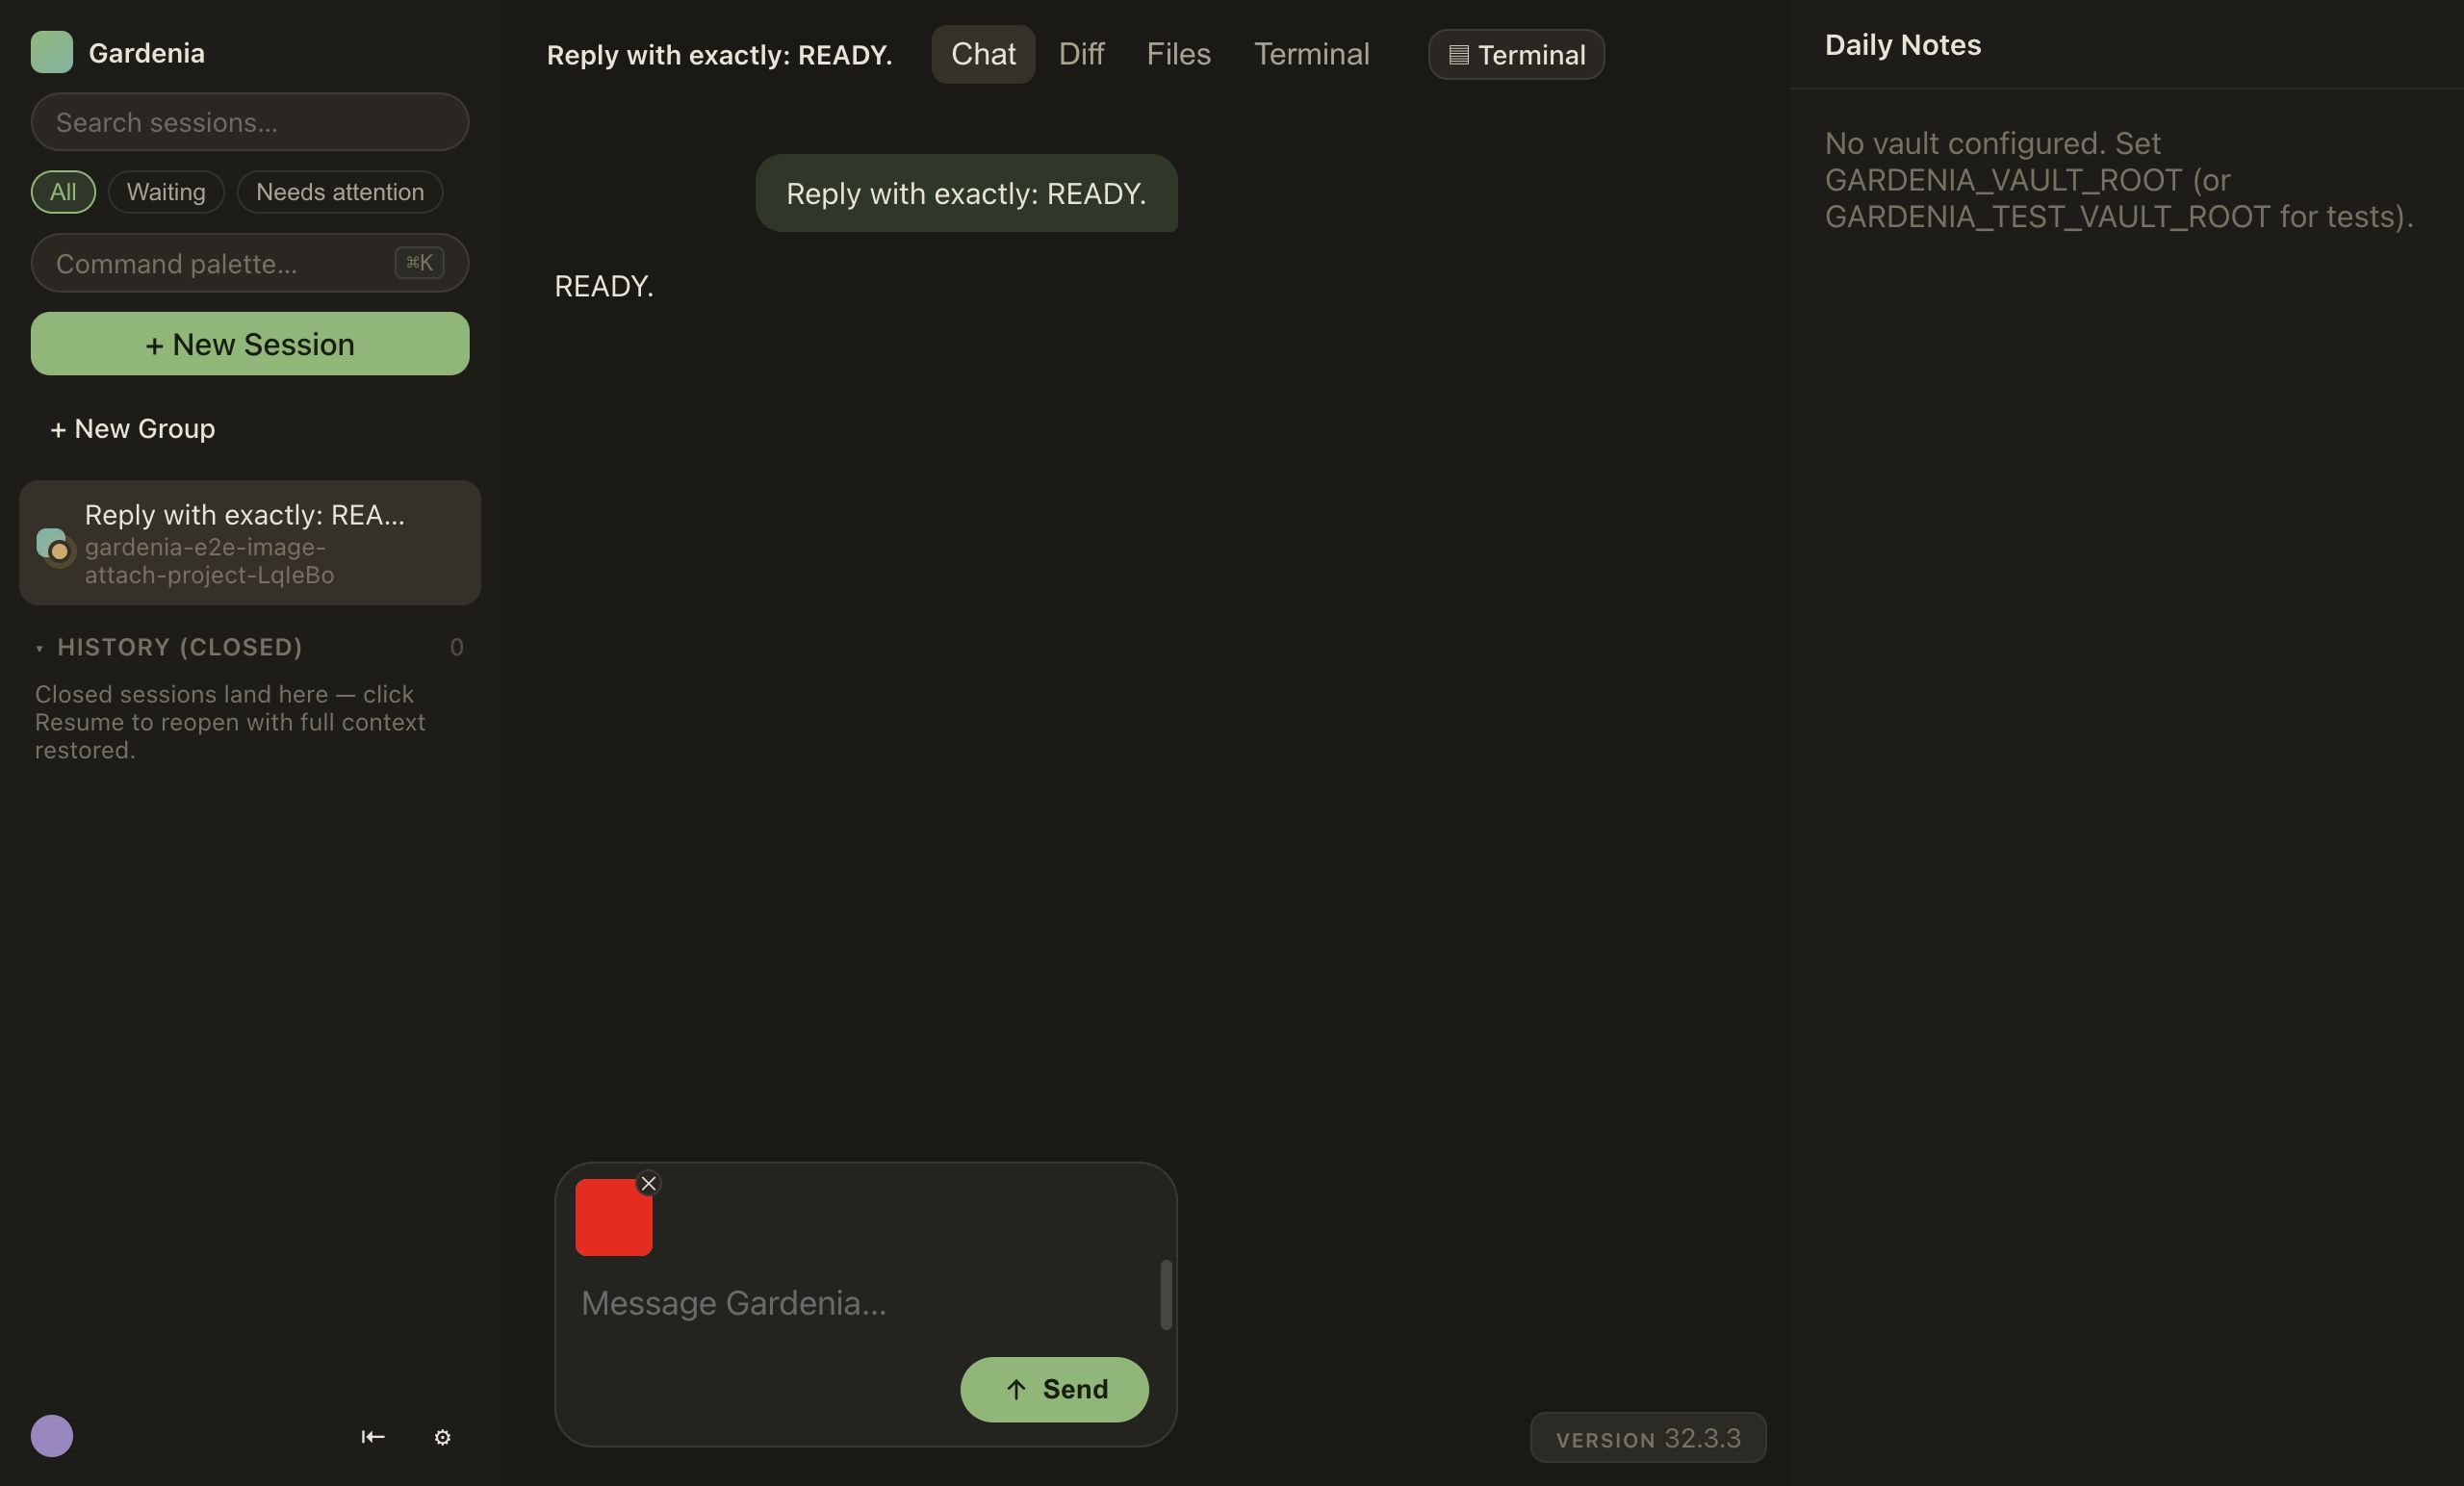 Gardenia
Search sessions…
All
Waiting
Needs attention
Command palette…
⌘K
+ New Session
+ New Group
Reply with exactly: REA…
gardenia-e2e-image-
attach-project-LqIeBo
▾ HISTORY (CLOSED) 0
Closed sessions land here — click
Resume to reopen with full context
restored.
Reply with exactly: READY.
Chat
Diff
Files
Terminal
Terminal
Reply with exactly: READY.
READY.
Message Gardenia…
↑ Send
VERSION 32.3.3
Daily Notes
No vault configured. Set
GARDENIA_VAULT_ROOT (or
GARDENIA_TEST_VAULT_ROOT for tests).